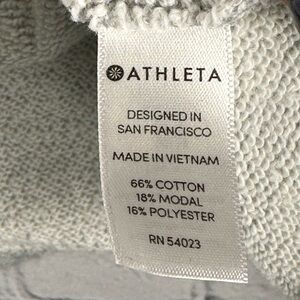 ATHLETA
DESIGNED IN
SAN FRANCISCO
MADE IN VIETNAM
66% COTTON
18% MODAL
16% POLYESTER
RN 54023